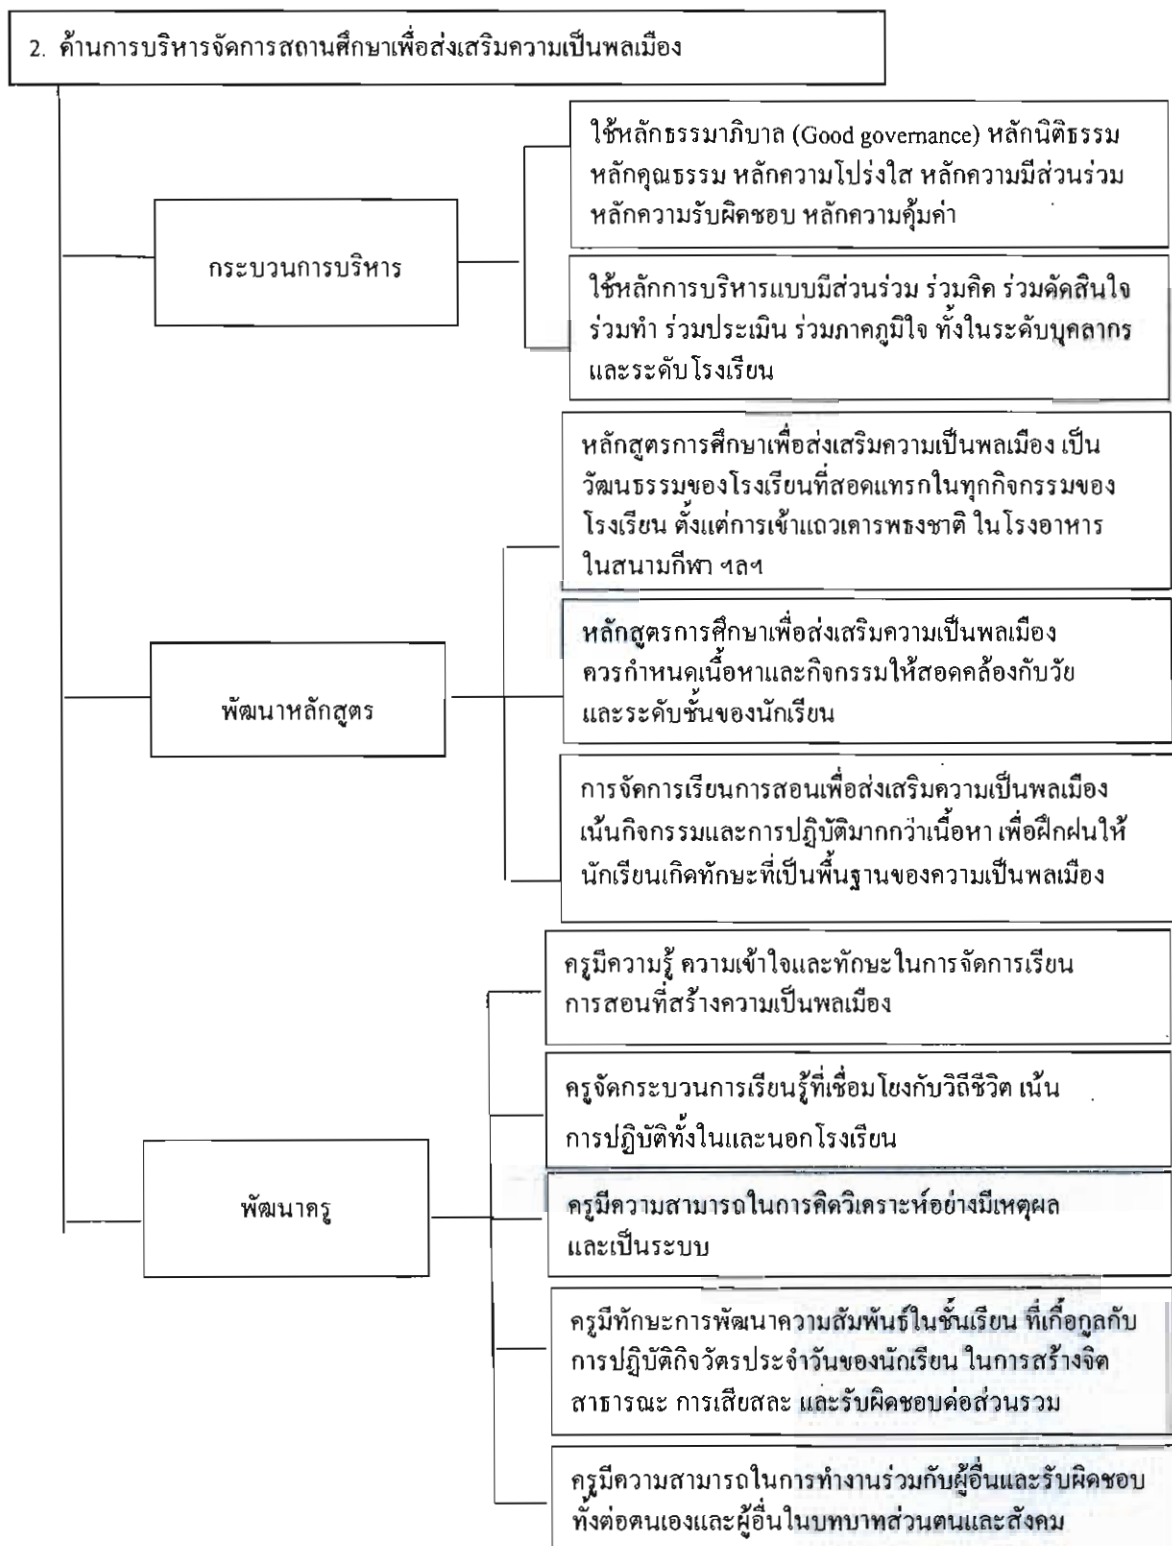 2. ด้านการบริหารจัดการสถานศึกษาเพื่อส่งเสริมความเป็นพลเมือง
กระบวนการบริหาร
ใช้หลักธรรมาภิบาล (Good governance) หลักนิติธรรม
หลักคุณธรรม หลักความโปร่งใส หลักความมีส่วนร่วม
หลักความรับผิดชอบ หลักความคุ้มค่า
ใช้หลักการบริหารแบบมีส่วนร่วม ร่วมคิด ร่วมตัดสินใจ
ร่วมทำ ร่วมประเมิน ร่วมภาคภูมิใจ ทั้งในระดับบุคลากร
และระดับโรงเรียน
พัฒนาหลักสูตร
หลักสูตรการศึกษาเพื่อส่งเสริมความเป็นพลเมือง เป็น
วัฒนธรรมของโรงเรียนที่สอดแทรกในทุกกิจกรรมของ
โรงเรียน ตั้งแต่การเข้าแถวเคารพธงชาติ ในโรงอาหาร
ในสนามกีฬา ฯลฯ
หลักสูตรการศึกษาเพื่อส่งเสริมความเป็นพลเมือง
ควรกำหนดเนื้อหาและกิจกรรมให้สอดคล้องกับวัย
และระดับชั้นของนักเรียน
การจัดการเรียนการสอนเพื่อส่งเสริมความเป็นพลเมือง
เน้นกิจกรรมและการปฏิบัติมากกว่าเนื้อหา เพื่อฝึกฝนให้
นักเรียนเกิดทักษะที่เป็นพื้นฐานของความเป็นพลเมือง
พัฒนาครู
ครูมีความรู้ ความเข้าใจและทักษะในการจัดการเรียน
การสอนที่สร้างความเป็นพลเมือง
ครูจัดกระบวนการเรียนรู้ที่เชื่อมโยงกับวิถีชีวิต เน้น
การปฏิบัติทั้งในและนอกโรงเรียน
ครูมีความสามารถในการคิดวิเคราะห์อย่างมีเหตุผล
และเป็นระบบ
ครูมีทักษะการพัฒนาความสัมพันธ์ในชั้นเรียน ที่เกื้อกูลกับ
การปฏิบัติกิจวัตรประจำวันของนักเรียน ในการสร้างจิต
สาธารณะ การเสียสละ และรับผิดชอบต่อส่วนรวม
ครูมีความสามารถในการทำงานร่วมกับผู้อื่นและรับผิดชอบ
ทั้งต่อตนเองและผู้อื่นในบทบาทส่วนตนและสังคม